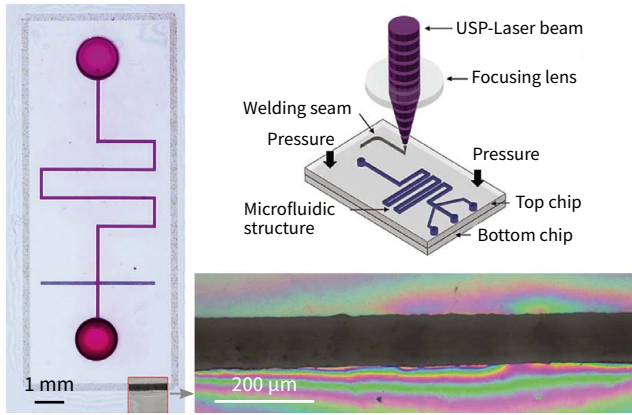 USP-Laser beam
Focusing lens
Welding seam
Pressure
Pressure
Microfluidic
structure
Top chip
Bottom chip
1 mm
200 µm